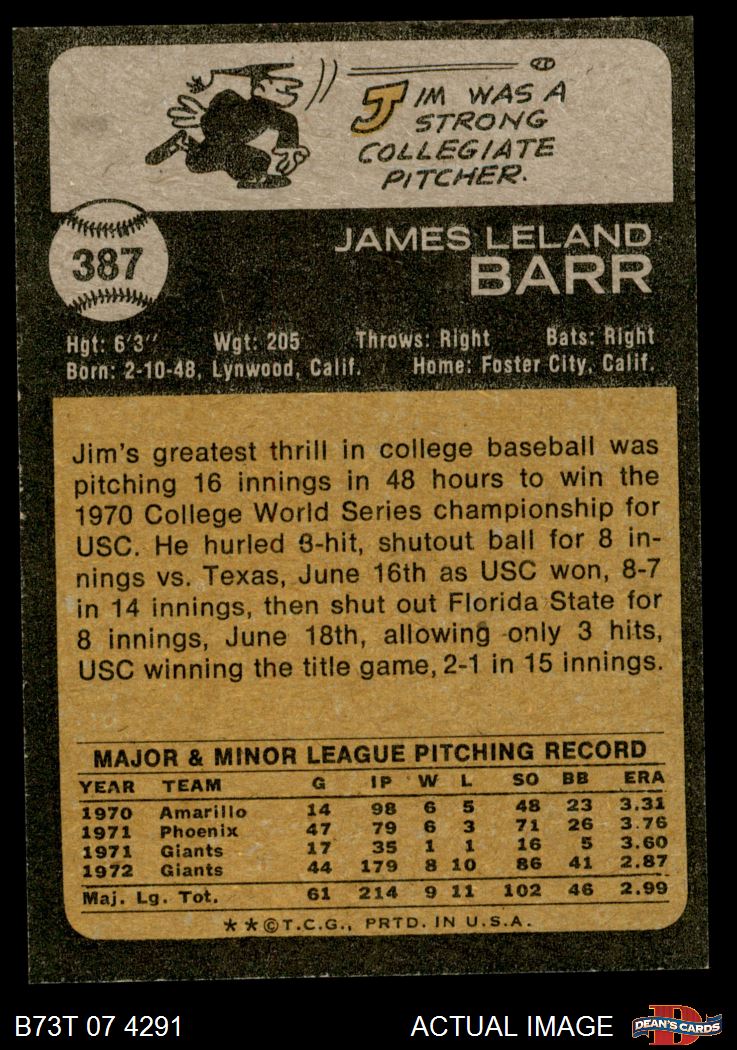 JIM WAS A
STRONG
COLLEGIATE
PITCHER.
387
JAMES LELAND
BARR
Hgt: 6'3" Wgt: 205 Throws: Right Bats: Right
Born: 2-10-48, Lynwood, Calif. Home: Foster City, Calif.
Jim's greatest thrill in college baseball was
pitching 16 innings in 48 hours to win the
1970 College World Series championship for
USC. He hurled 3-hit, shutout ball for 8 in-
nings vs. Texas, June 16th as USC won, 8-7
in 14 innings, then shut out Florida State for
8 innings, June 18th, allowing only 3 hits,
USC winning the title game, 2-1 in 15 innings.
MAJOR & MINOR LEAGUE PITCHING RECORD
YEAR TEAM G IP W L SO BB ERA
1970 Amarillo 14 98 6 5 48 23 3.31
1971 Phoenix 47 79 6 3 71 26 3.76
1971 Giants 17 35 1 1 16 5 3.60
1972 Giants 44 179 8 10 86 41 2.87
Maj. Lg. Tot. 61 214 9 11 102 46 2.99
**©T.C.G., PRTD. IN U.S.A.
B73T 07 4291 ACTUAL IMAGE DEAN'S CARDS